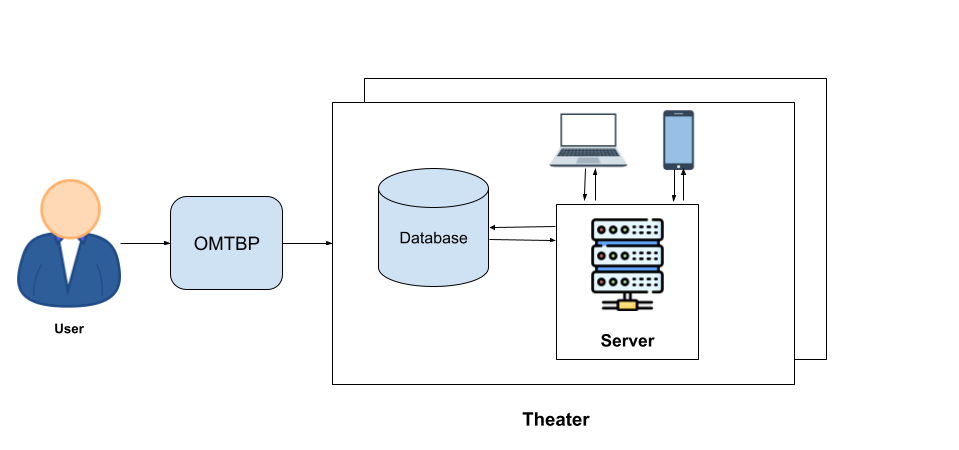 User
OMTBP
Database
Server
Theater